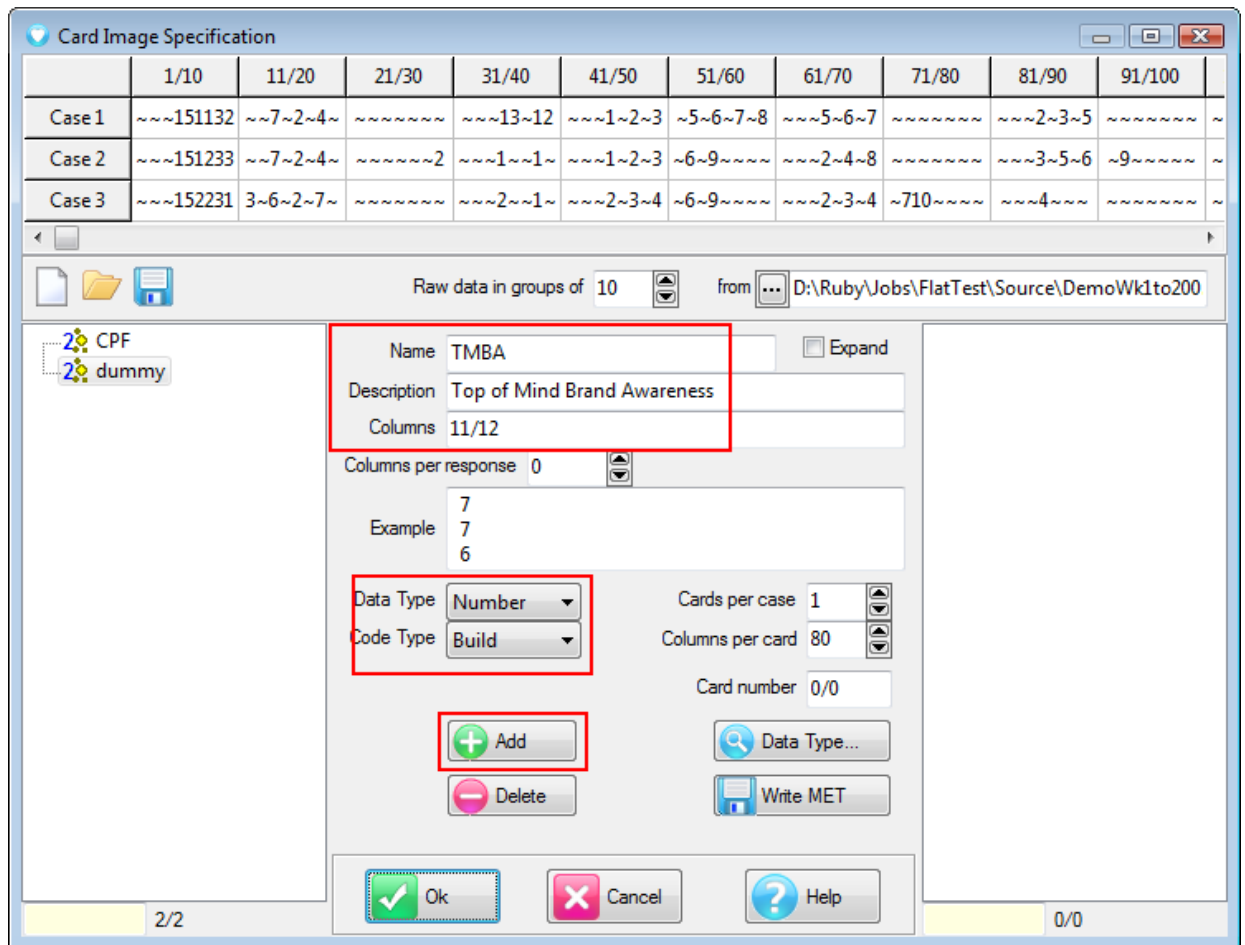 Card Image Specification
1/10 11/20 21/30 31/40 41/50 51/60 61/70 71/80 81/90 91/100
Case 1 ~~~151132 ~~7~2~4~ ~~~~~~~ ~~~13~12 ~~~1~2~3 ~5~6~7~8 ~~~5~6~7 ~~~~~~~ ~~~2~3~5 ~~~~~~~ ~
Case 2 ~~~151233 ~~7~2~4~ ~~~~~~2 ~~~1~~1~ ~~~1~2~3 ~6~9~~~~ ~~~2~4~8 ~~~~~~~ ~~~3~5~6 ~9~~~~~ ~
Case 3 ~~~152231 3~6~2~7~ ~~~~~~~ ~~~2~~1~ ~~~2~3~4 ~6~9~~~~ ~~~2~3~4 ~710~~~~ ~~~4~~~ ~~~~~~~ ~
Raw data in groups of 10 from ... D:\Ruby\Jobs\FlatTest\Source\DemoWk1to200
CPF
dummy
Name TMBA Expand
Description Top of Mind Brand Awareness
Columns 11/12
Columns per response 0
Example
7
7
6
Data Type Number Cards per case 1
Code Type Build Columns per card 80
Card number 0/0
Add Data Type...
Delete Write MET
Ok Cancel Help
2/2 0/0